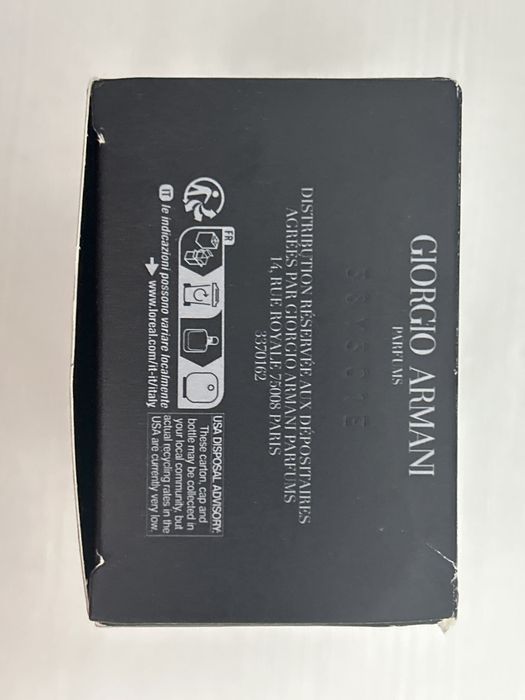 GIORGIO ARMANI
PARFUMS
DISTRIBUTION RÉSERVÉE AUX DÉPOSITAIRES
AGRÉÉS PAR GIORGIO ARMANI PARFUMS
14, RUE ROYALE 75008 PARIS
3370162
FR
IT le indicazioni possono variare localmente
www.loreal.com/it-it/italy
USA DISPOSAL ADVISORY:
These carton, cap and
bottle may be collected in
your local community, but
actual recycling rates in the
USA are currently very low.